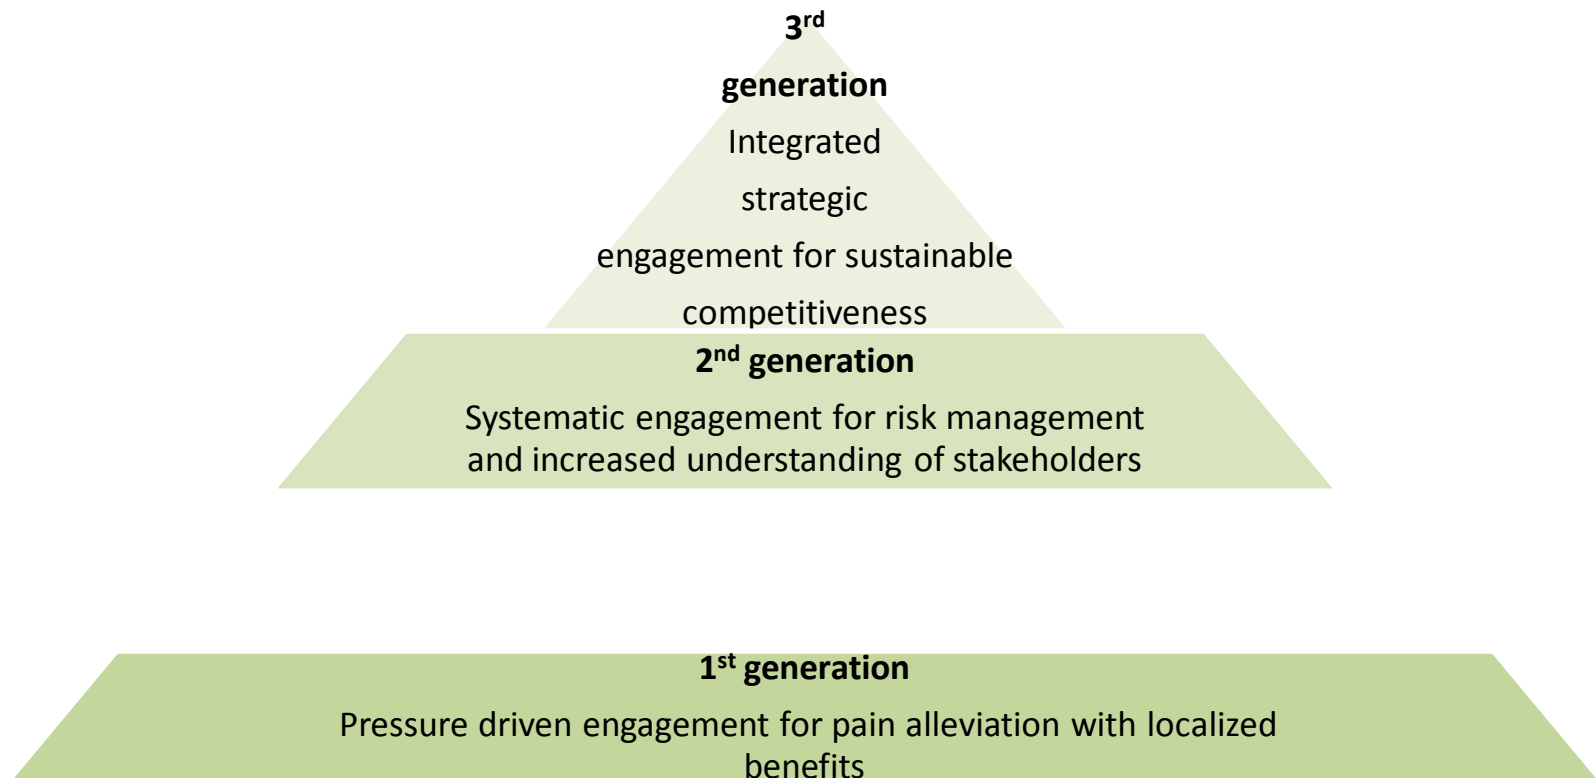 3rd
generation
Integrated
strategic
engagement for sustainable
competitiveness
2nd generation
Systematic engagement for risk management
and increased understanding of stakeholders
1st generation
Pressure driven engagement for pain alleviation with localized
benefits